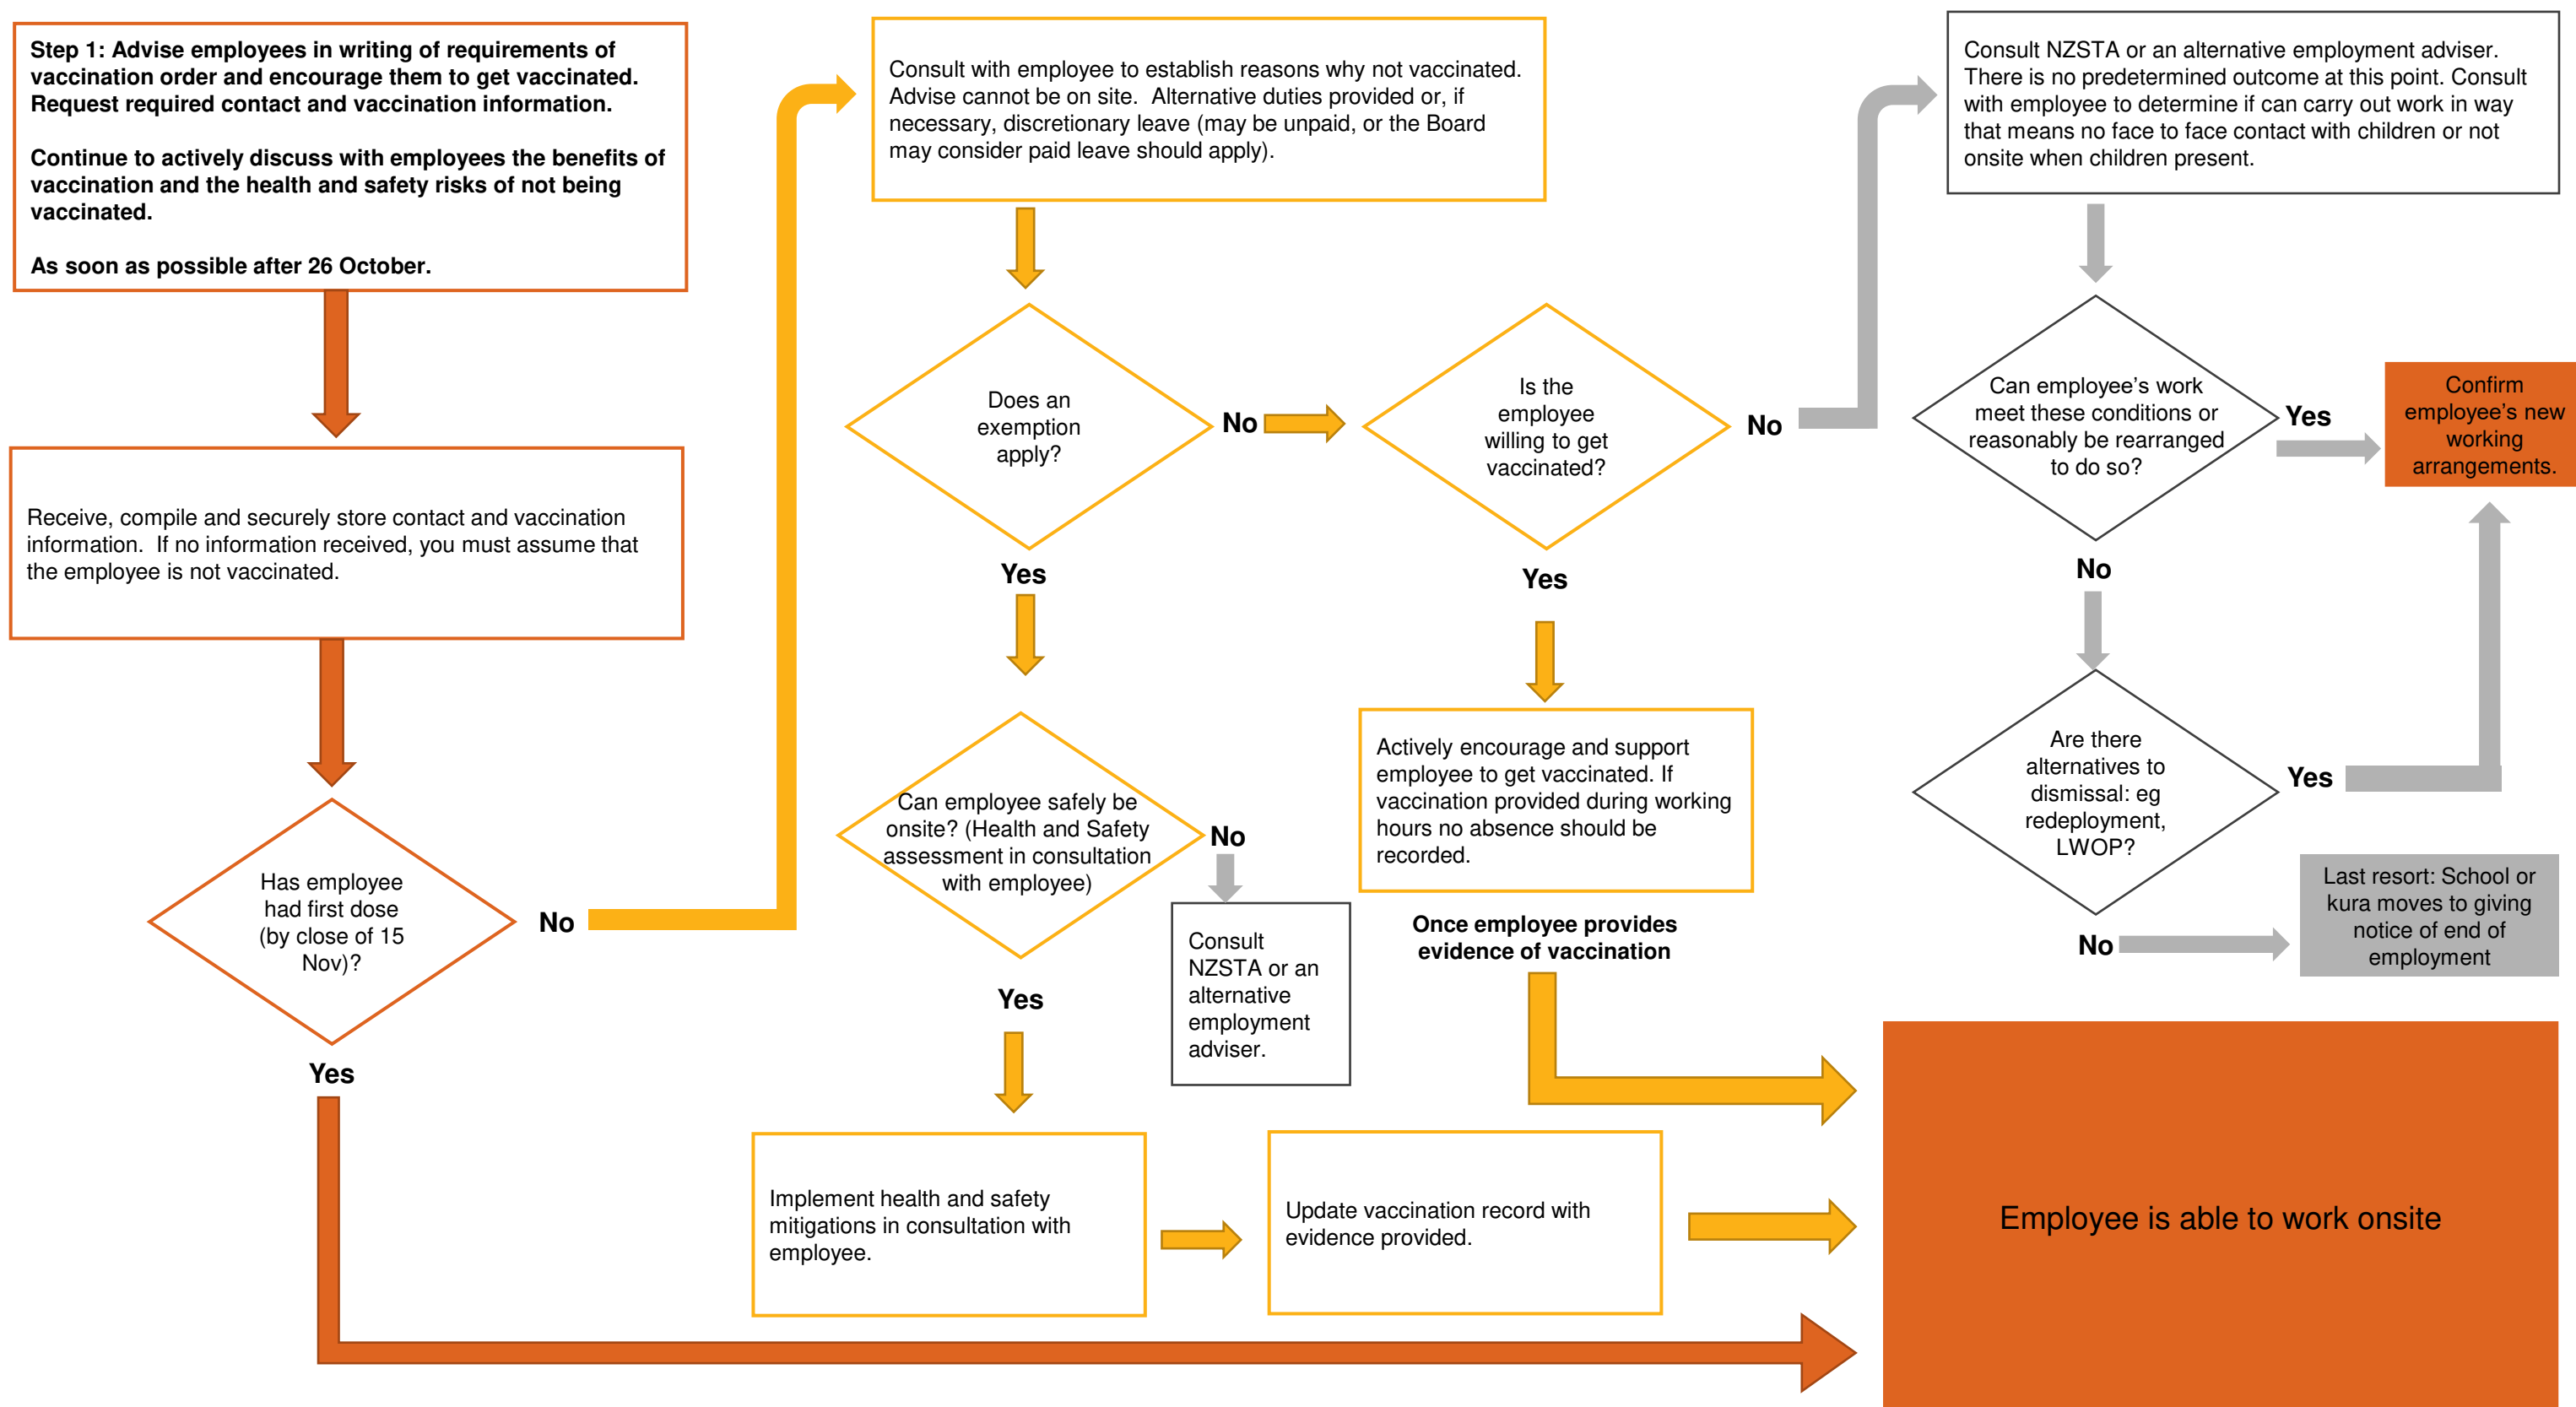 Step 1: Advise employees in writing of requirements of
vaccination order and encourage them to get vaccinated.
Request required contact and vaccination information.
Continue to actively discuss with employees the benefits of
vaccination and the health and safety risks of not being
vaccinated.
As soon as possible after 26 October.
Receive, compile and securely store contact and vaccination
information.  If no information received, you must assume that
the employee is not vaccinated.
Has employee
had first dose
(by close of 15
Nov)?
No
Yes
Consult with employee to establish reasons why not vaccinated.
Advise cannot be on site.  Alternative duties provided or, if
necessary, discretionary leave (may be unpaid, or the Board
may consider paid leave should apply).
Does an
exemption
apply?
No
Yes
Is the
employee
willing to get
vaccinated?
No
Yes
Can employee safely be
onsite? (Health and Safety
assessment in consultation
with employee)
No
Yes
Consult
NZSTA or an
alternative
employment
adviser.
Actively encourage and support
employee to get vaccinated. If
vaccination provided during working
hours no absence should be
recorded.
Once employee provides
evidence of vaccination
Implement health and safety
mitigations in consultation with
employee.
Update vaccination record with
evidence provided.
Consult NZSTA or an alternative employment adviser.
There is no predetermined outcome at this point. Consult
with employee to determine if can carry out work in way
that means no face to face contact with children or not
onsite when children present.
Can employee’s work
meet these conditions or
reasonably be rearranged
to do so?
Yes
No
Confirm
employee’s new
working
arrangements.
Are there
alternatives to
dismissal: eg
redeployment,
LWOP?
Yes
No
Last resort: School or
kura moves to giving
notice of end of
employment
Employee is able to work onsite